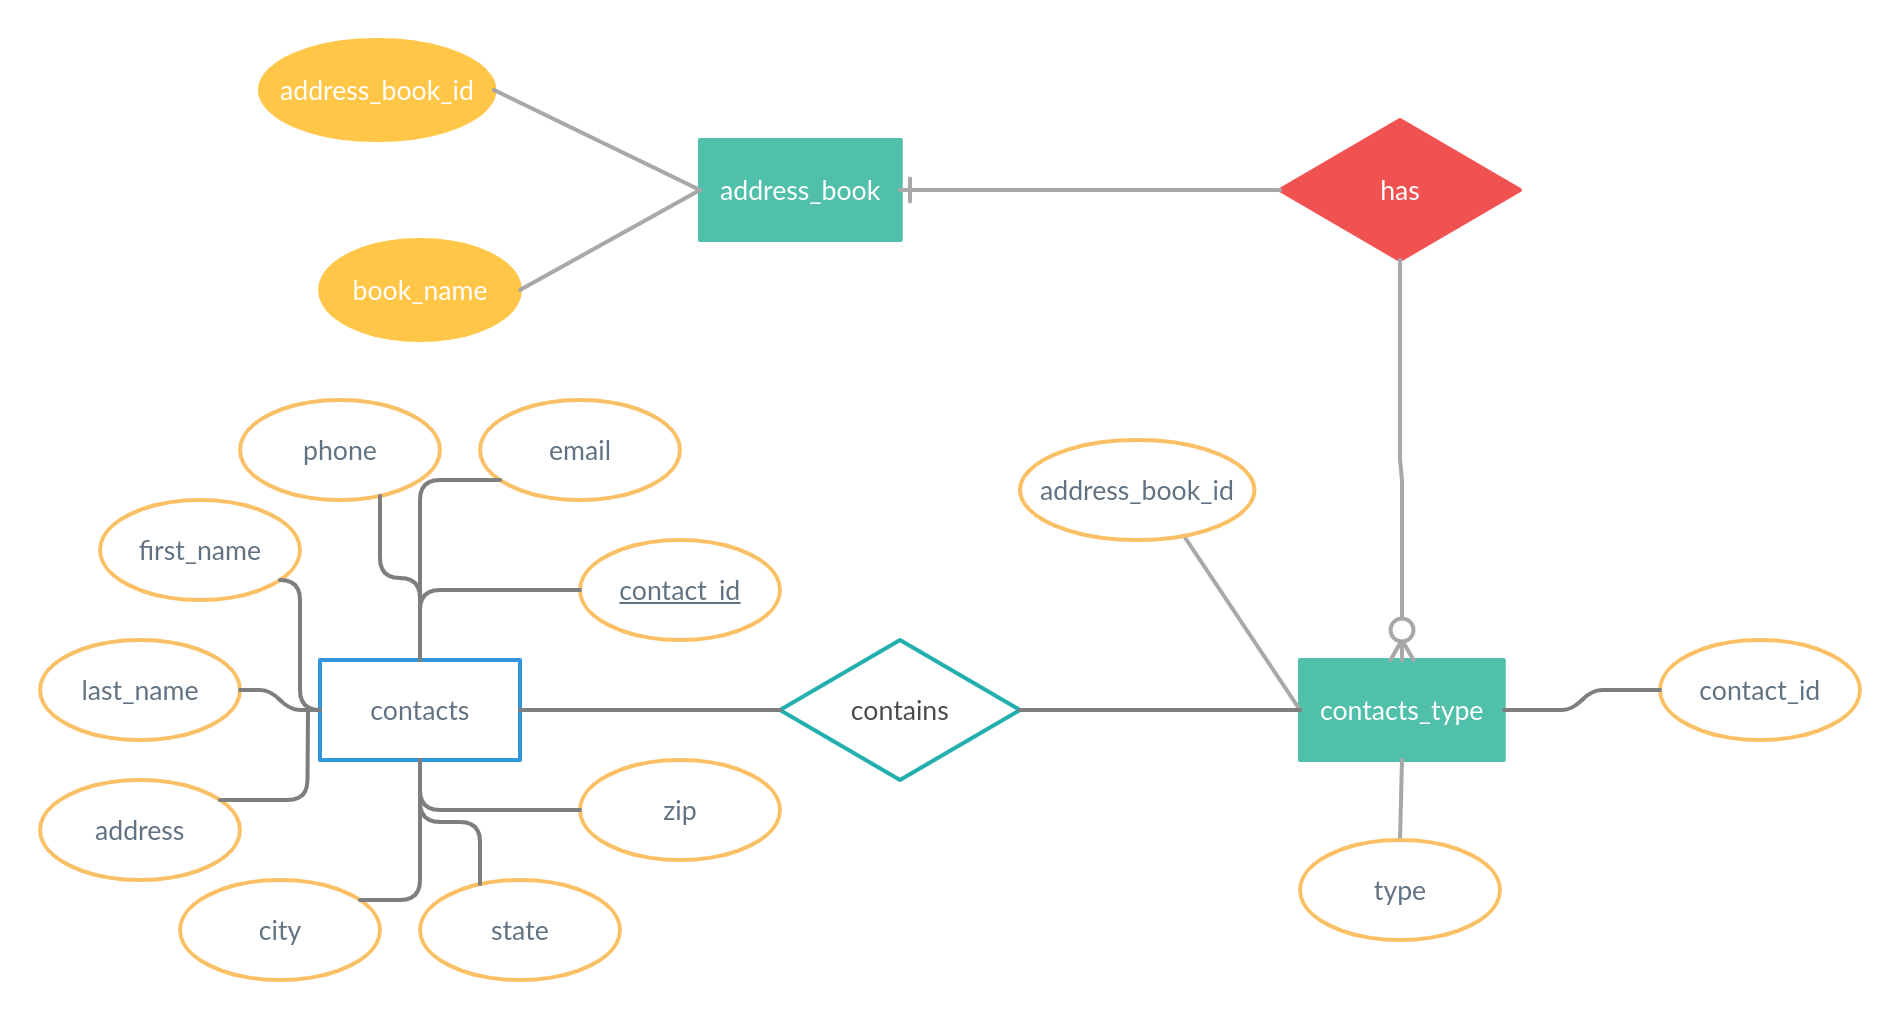 address_book_id
address_book
has
book_name
phone
email
address_book_id
first_name
contact_id
last_name
contacts
contains
contacts_type
contact_id
address
zip
type
city
state